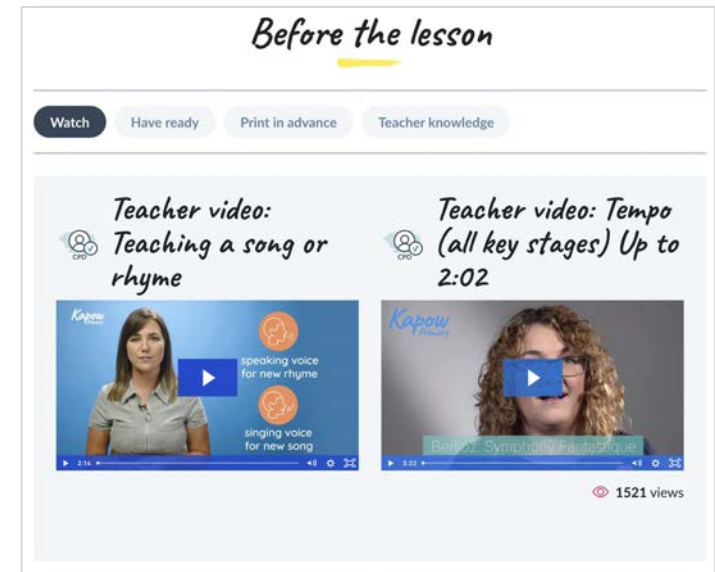 Before the lesson
Watch
Have ready
Print in advance
Teacher knowledge
CPD
Teacher video:
Teaching a song or
rhyme
Kapow
Primary
speaking voice
for new rhyme
singing voice
for new song
2:14
CPD
Teacher video: Tempo
(all key stages) Up to
2:02
Kapow
Primary
Berlioz: Symphony Fantastique
3:22
1521 views